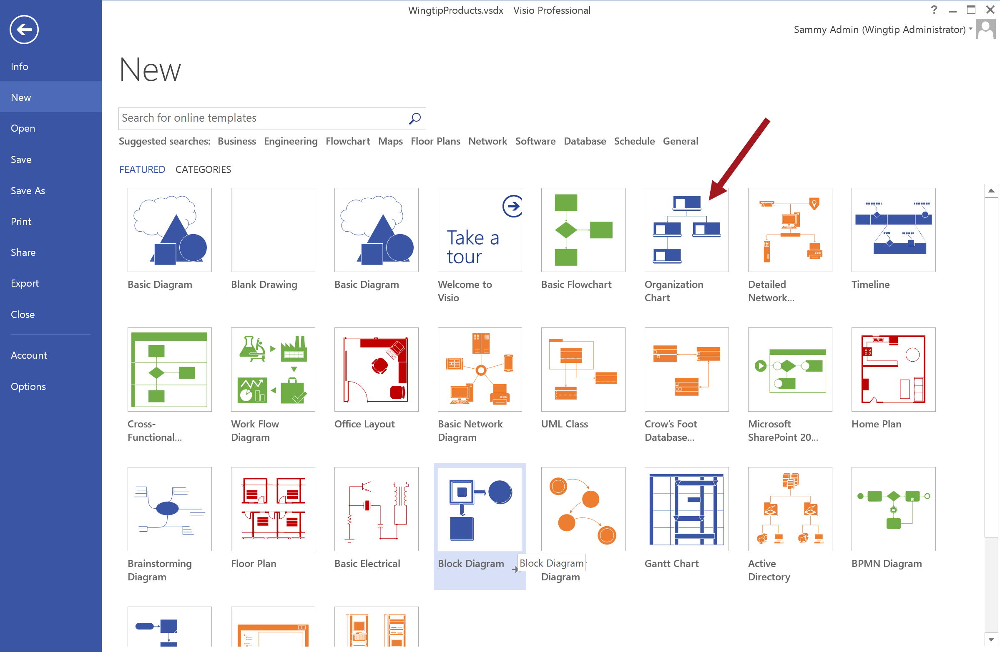 WingtipProducts.vsdx - Visio Professional
?
Sammy Admin (Wingtip Administrator)
Info
New
Open
Save
Save As
Print
Share
Export
Close
Account
Options
New
Search for online templates
Suggested searches: Business Engineering Flowchart Maps Floor Plans Network Software Database Schedule General
FEATURED CATEGORIES
Take a
tour
Basic Diagram
Blank Drawing
Basic Diagram
Welcome to
Visio
Basic Flowchart
Organization
Chart
Detailed
Network...
Timeline
Cross-
Functional...
Work Flow
Diagram
Office Layout
Basic Network
Diagram
UML Class
Crow's Foot
Database...
Microsoft
SharePoint 20...
Home Plan
Brainstorming
Diagram
Floor Plan
Basic Electrical
Block Diagram
Block Diagram
Diagram
Gantt Chart
Active
Directory
BPMN Diagram